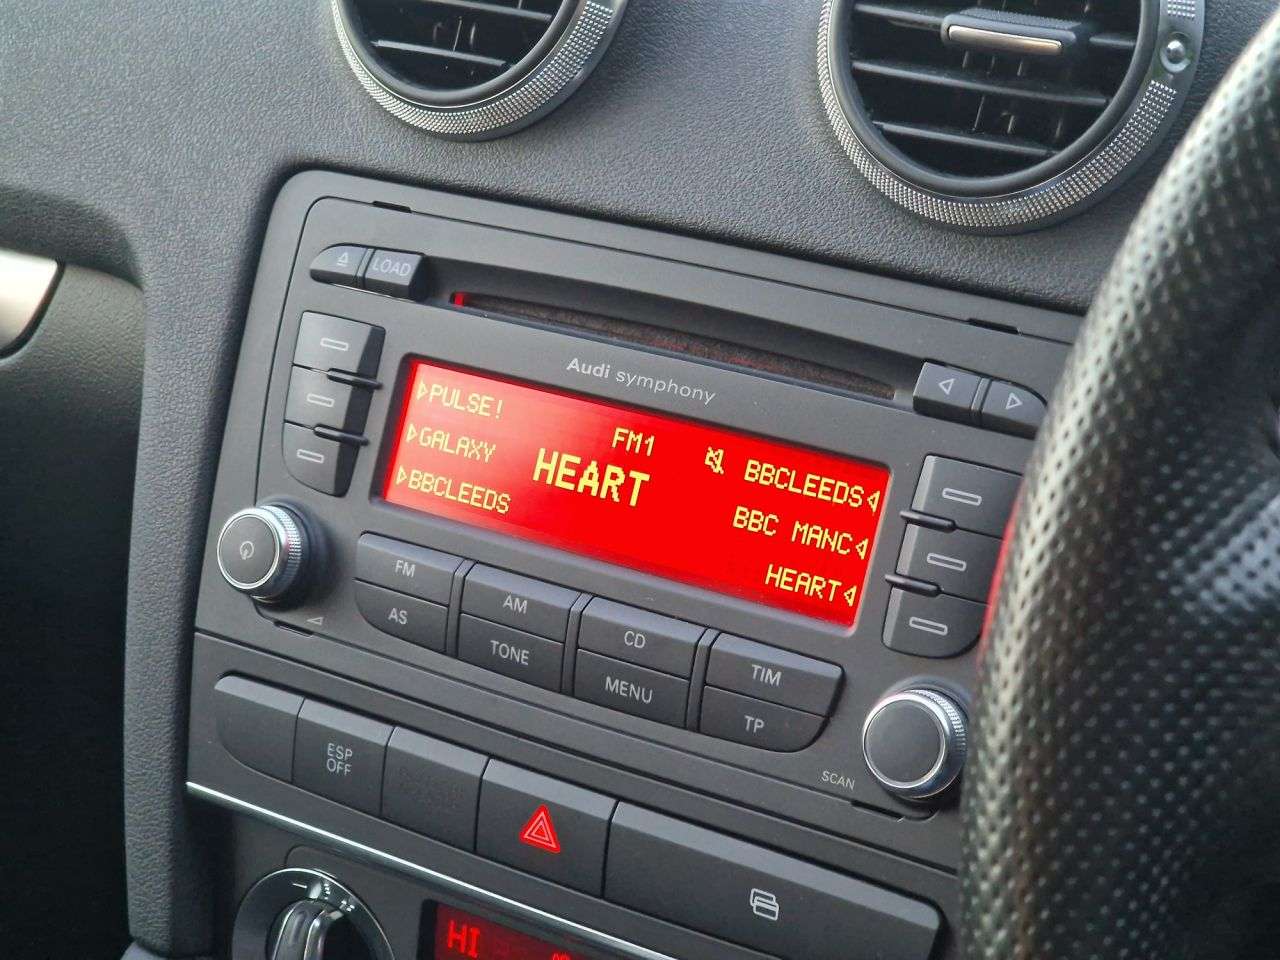 LOAD
Audi symphony
PULSE!
FM1
BBCLEEDS
GALAXY
HEART
BBC MANC
BBCLEEDS
HEART
FM
AM
CD
TIM
AS
TONE
MENU
TP
SCAN
ESP
OFF
HI